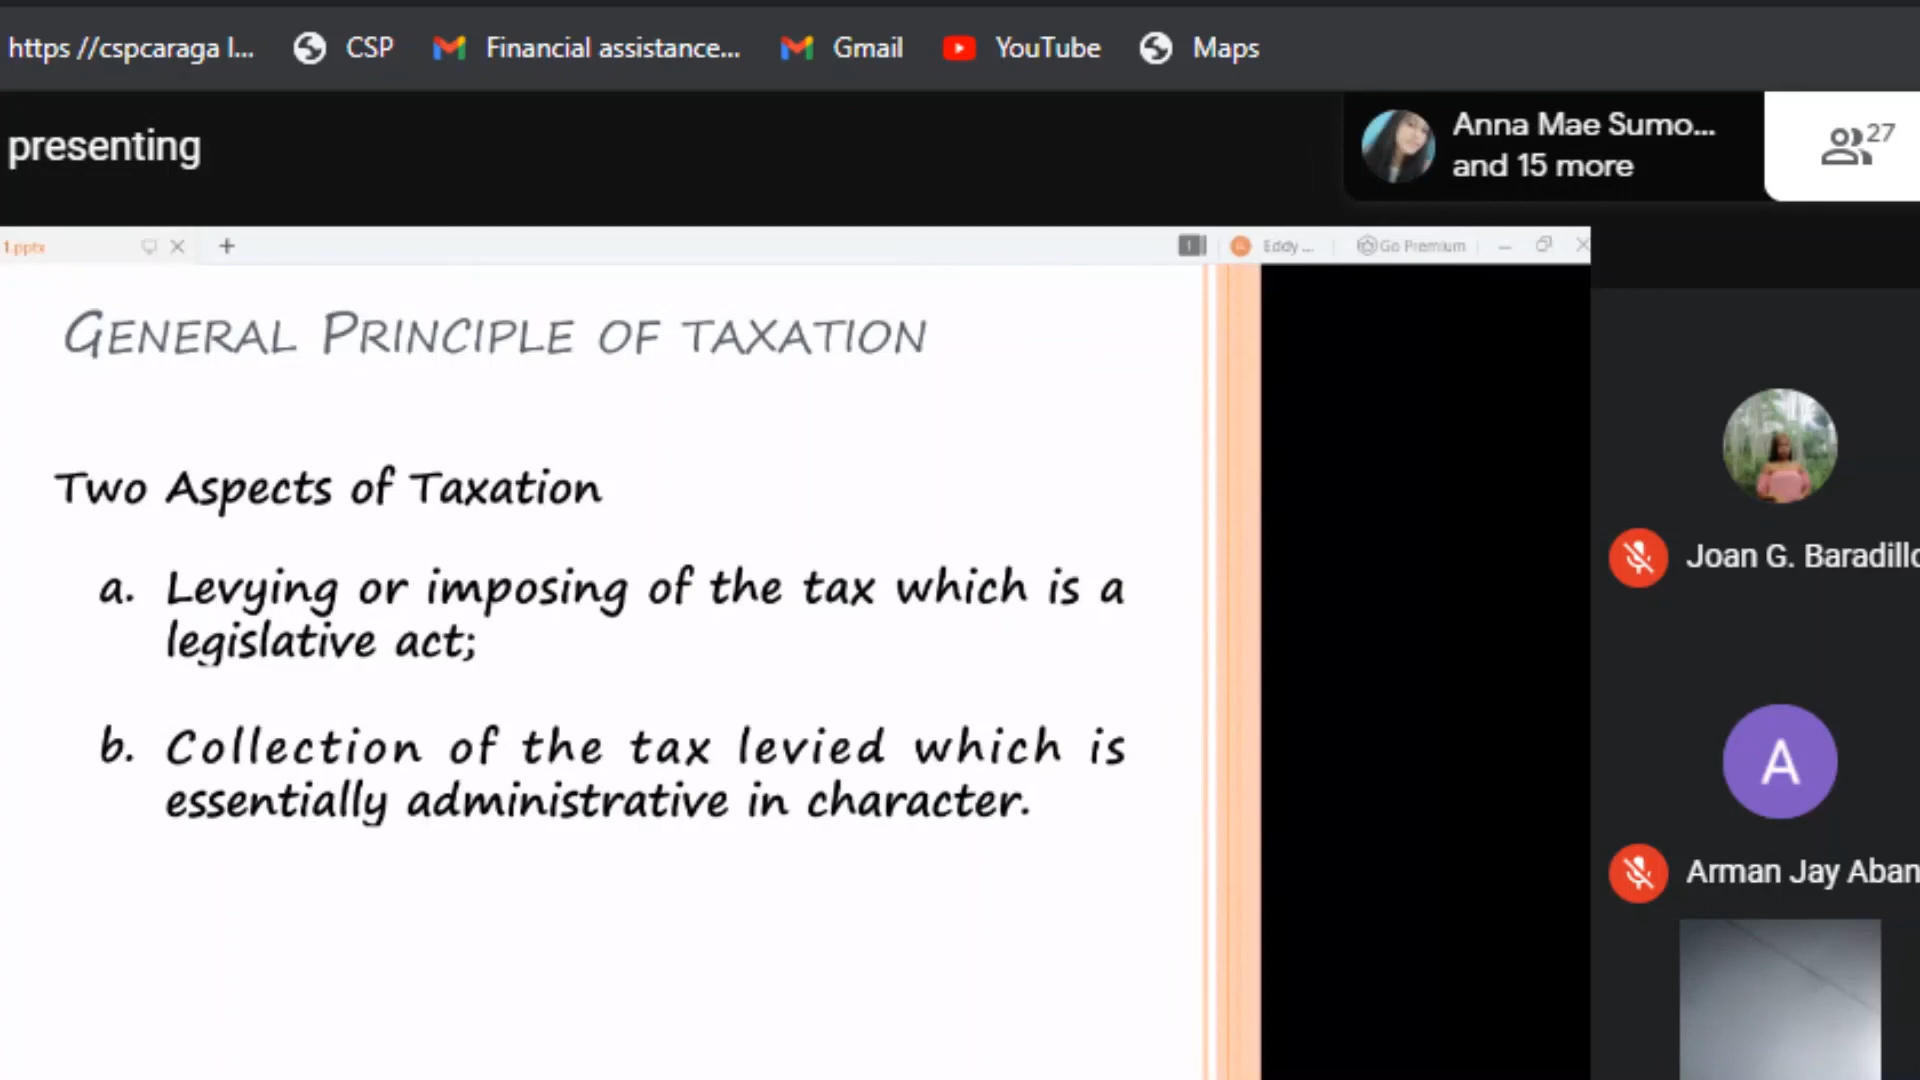 https //cspcaraga l... CSP Financial assistance... Gmail YouTube Maps
presenting
Anna Mae Sumo...
and 15 more
27
1.pptx
1
Eddy ...
Go Premium
GENERAL PRINCIPLE OF TAXATION
Two Aspects of Taxation
a. Levying or imposing of the tax which is a
legislative act;
b. Collection of the tax levied which is
essentially administrative in character.
Joan G. Baradillo
A
Arman Jay Aban